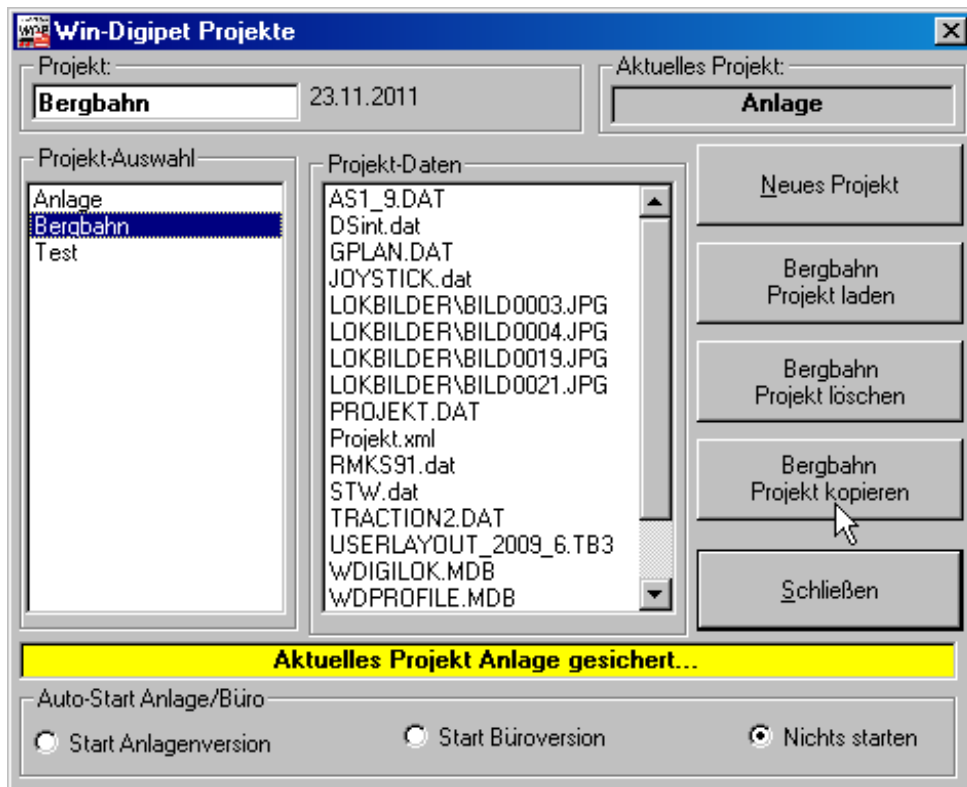 Win-Digipet Projekte
Projekt:
Bergbahn
23.11.2011
Aktuelles Projekt:
Anlage
Projekt-Auswahl
Anlage
Bergbahn
Test
Projekt-Daten
AS1_9.DAT
DSint.dat
GPLAN.DAT
JOYSTICK.dat
LOKBILDER\BILD0003.JPG
LOKBILDER\BILD0004.JPG
LOKBILDER\BILD0019.JPG
LOKBILDER\BILD0021.JPG
PROJEKT.DAT
Projekt.xml
RMKS91.dat
STW.dat
TRACTION2.DAT
USERLAYOUT_2009_6.TB3
WDIGILOK.MDB
WDPROFILE.MDB
Neues Projekt
Bergbahn
Projekt laden
Bergbahn
Projekt löschen
Bergbahn
Projekt kopieren
Schließen
Aktuelles Projekt Anlage gesichert...
Auto-Start Anlage/Büro
Start Anlagenversion
Start Büroversion
Nichts starten